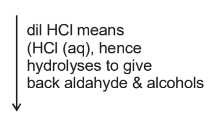 dil HCl means
(HCl (aq), hence
hydrolyses to give
back aldahyde & alcohols